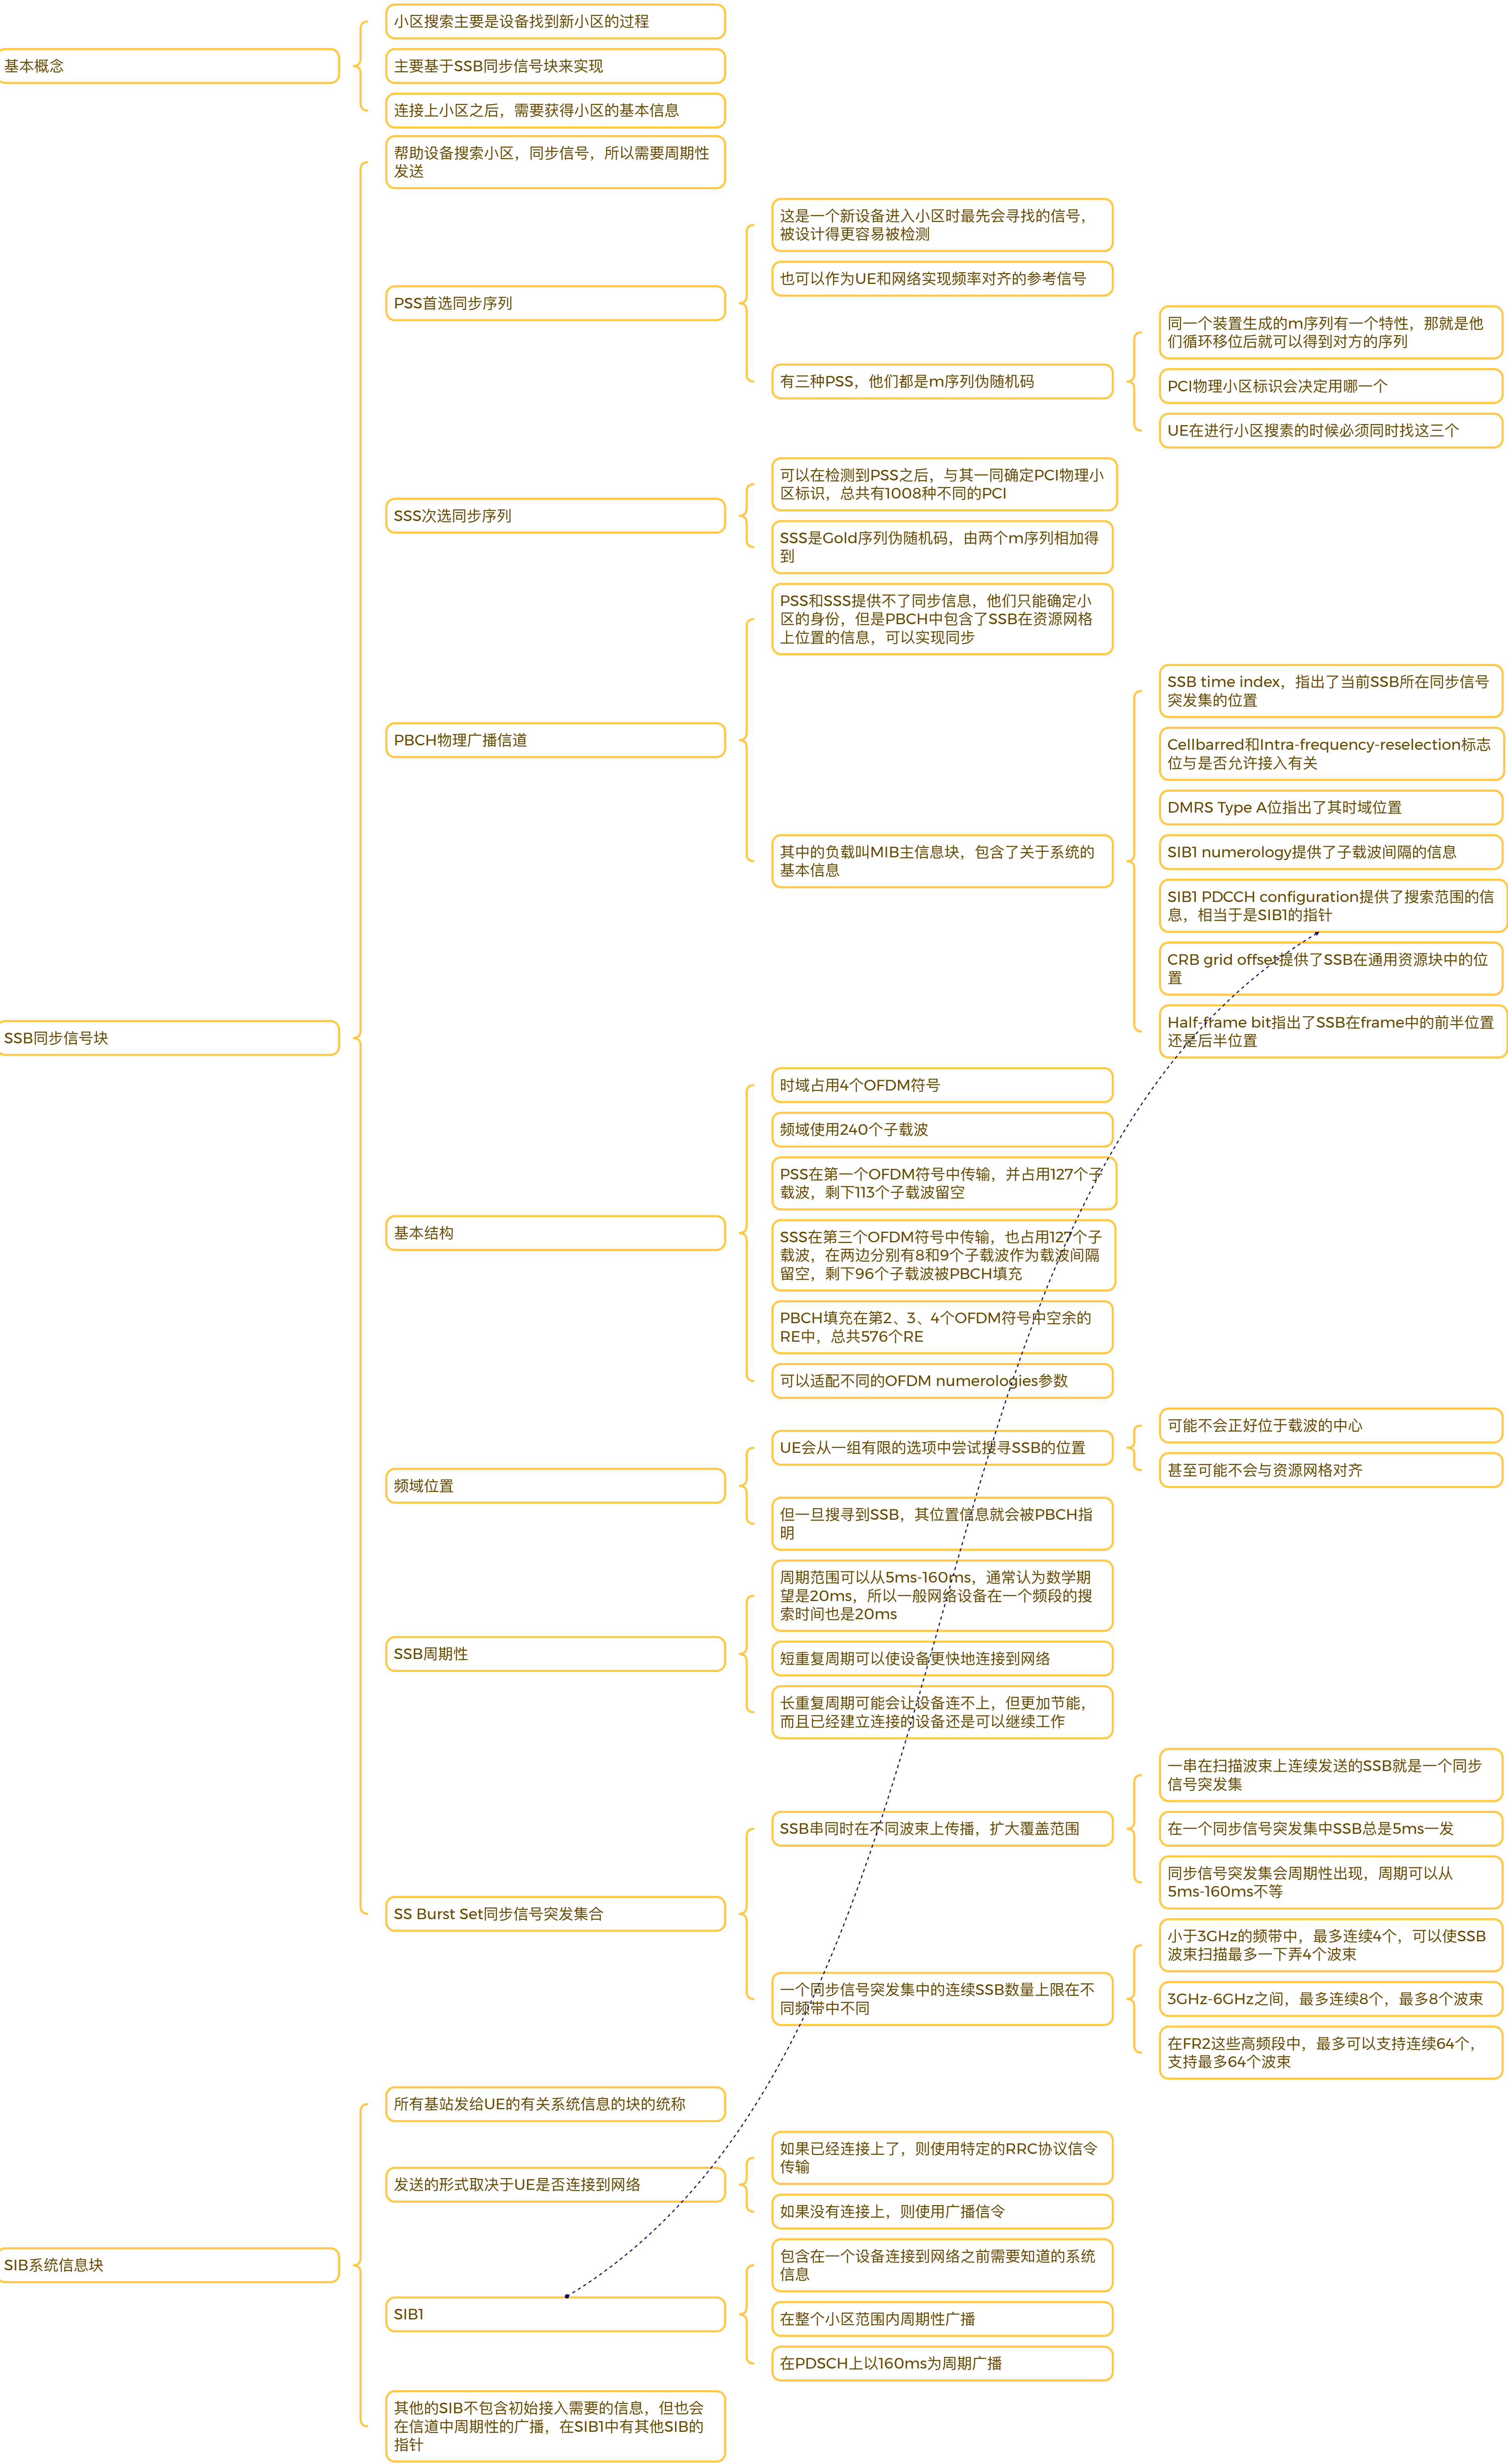 基本概念
小区搜索主要是设备找到新小区的过程
主要基于SSB同步信号块来实现
连接上小区之后，需要获得小区的基本信息
SSB同步信号块
帮助设备搜索小区，同步信号，所以需要周期性
发送
PSS首选同步序列
这是一个新设备进入小区时最先会寻找的信号，
被设计得更容易被检测
也可以作为UE和网络实现频率对齐的参考信号
有三种PSS，他们都是m序列伪随机码
同一个装置生成的m序列有一个特性，那就是他
们循环移位后就可以得到对方的序列
PCI物理小区标识会决定用哪一个
UE在进行小区搜素的时候必须同时找这三个
SSS次选同步序列
可以在检测到PSS之后，与其一同确定PCI物理小
区标识，总共有1008种不同的PCI
SSS是Gold序列伪随机码，由两个m序列相加得
到
PBCH物理广播信道
PSS和SSS提供不了同步信息，他们只能确定小
区的身份，但是PBCH中包含了SSB在资源网格
上位置的信息，可以实现同步
其中的负载叫MIB主信息块，包含了关于系统的
基本信息
SSB time index，指出了当前SSB所在同步信号
突发集的位置
Cellbarred和Intra-frequency-reselection标志
位与是否允许接入有关
DMRS Type A位指出了其时域位置
SIB1 numerology提供了子载波间隔的信息
SIB1 PDCCH configuration提供了搜索范围的信
息，相当于是SIB1的指针
CRB grid offset提供了SSB在通用资源块中的位
置
Half-frame bit指出了SSB在frame中的前半位置
还是后半位置
基本结构
时域占用4个OFDM符号
频域使用240个子载波
PSS在第一个OFDM符号中传输，并占用127个子
载波，剩下113个子载波留空
SSS在第三个OFDM符号中传输，也占用127个子
载波，在两边分别有8和9个子载波作为载波间隔
留空，剩下96个子载波被PBCH填充
PBCH填充在第2、3、4个OFDM符号中空余的
RE中，总共576个RE
可以适配不同的OFDM numerologies参数
频域位置
UE会从一组有限的选项中尝试搜寻SSB的位置
可能不会正好位于载波的中心
甚至可能不会与资源网格对齐
但一旦搜寻到SSB，其位置信息就会被PBCH指
明
SSB周期性
周期范围可以从5ms-160ms，通常认为数学期
望是20ms，所以一般网络设备在一个频段的搜
索时间也是20ms
短重复周期可以使设备更快地连接到网络
长重复周期可能会让设备连不上，但更加节能，
而且已经建立连接的设备还是可以继续工作
SS Burst Set同步信号突发集合
SSB串同时在不同波束上传播，扩大覆盖范围
一串在扫描波束上连续发送的SSB就是一个同步
信号突发集
在一个同步信号突发集中SSB总是5ms一发
同步信号突发集会周期性出现，周期可以从
5ms-160ms不等
一个同步信号突发集中的连续SSB数量上限在不
同频带中不同
小于3GHz的频带中，最多连续4个，可以使SSB
波束扫描最多一下弄4个波束
3GHz-6GHz之间，最多连续8个，最多8个波束
在FR2这些高频段中，最多可以支持连续64个，
支持最多64个波束
SIB系统信息块
所有基站发给UE的有关系统信息的块的统称
发送的形式取决于UE是否连接到网络
如果已经连接上了，则使用特定的RRC协议信令
传输
如果没有连接上，则使用广播信令
SIB1
包含在一个设备连接到网络之前需要知道的系统
信息
在整个小区范围内周期性广播
在PDSCH上以160ms为周期广播
其他的SIB不包含初始接入需要的信息，但也会
在信道中周期性的广播，在SIB1中有其他SIB的
指针